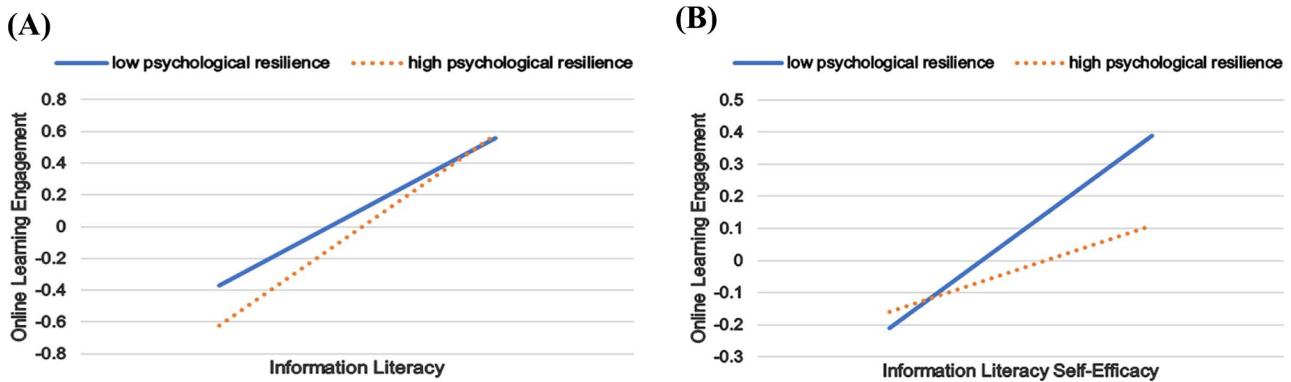 (A)
low psychological resilience
high psychological resilience
Online Learning Engagement
0.8
0.6
0.4
0.2
0
-0.2
-0.4
-0.6
-0.8
Information Literacy
(B)
low psychological resilience
high psychological resilience
Online Learning Engagement
0.5
0.4
0.3
0.2
0.1
0
-0.1
-0.2
-0.3
Information Literacy Self-Efficacy